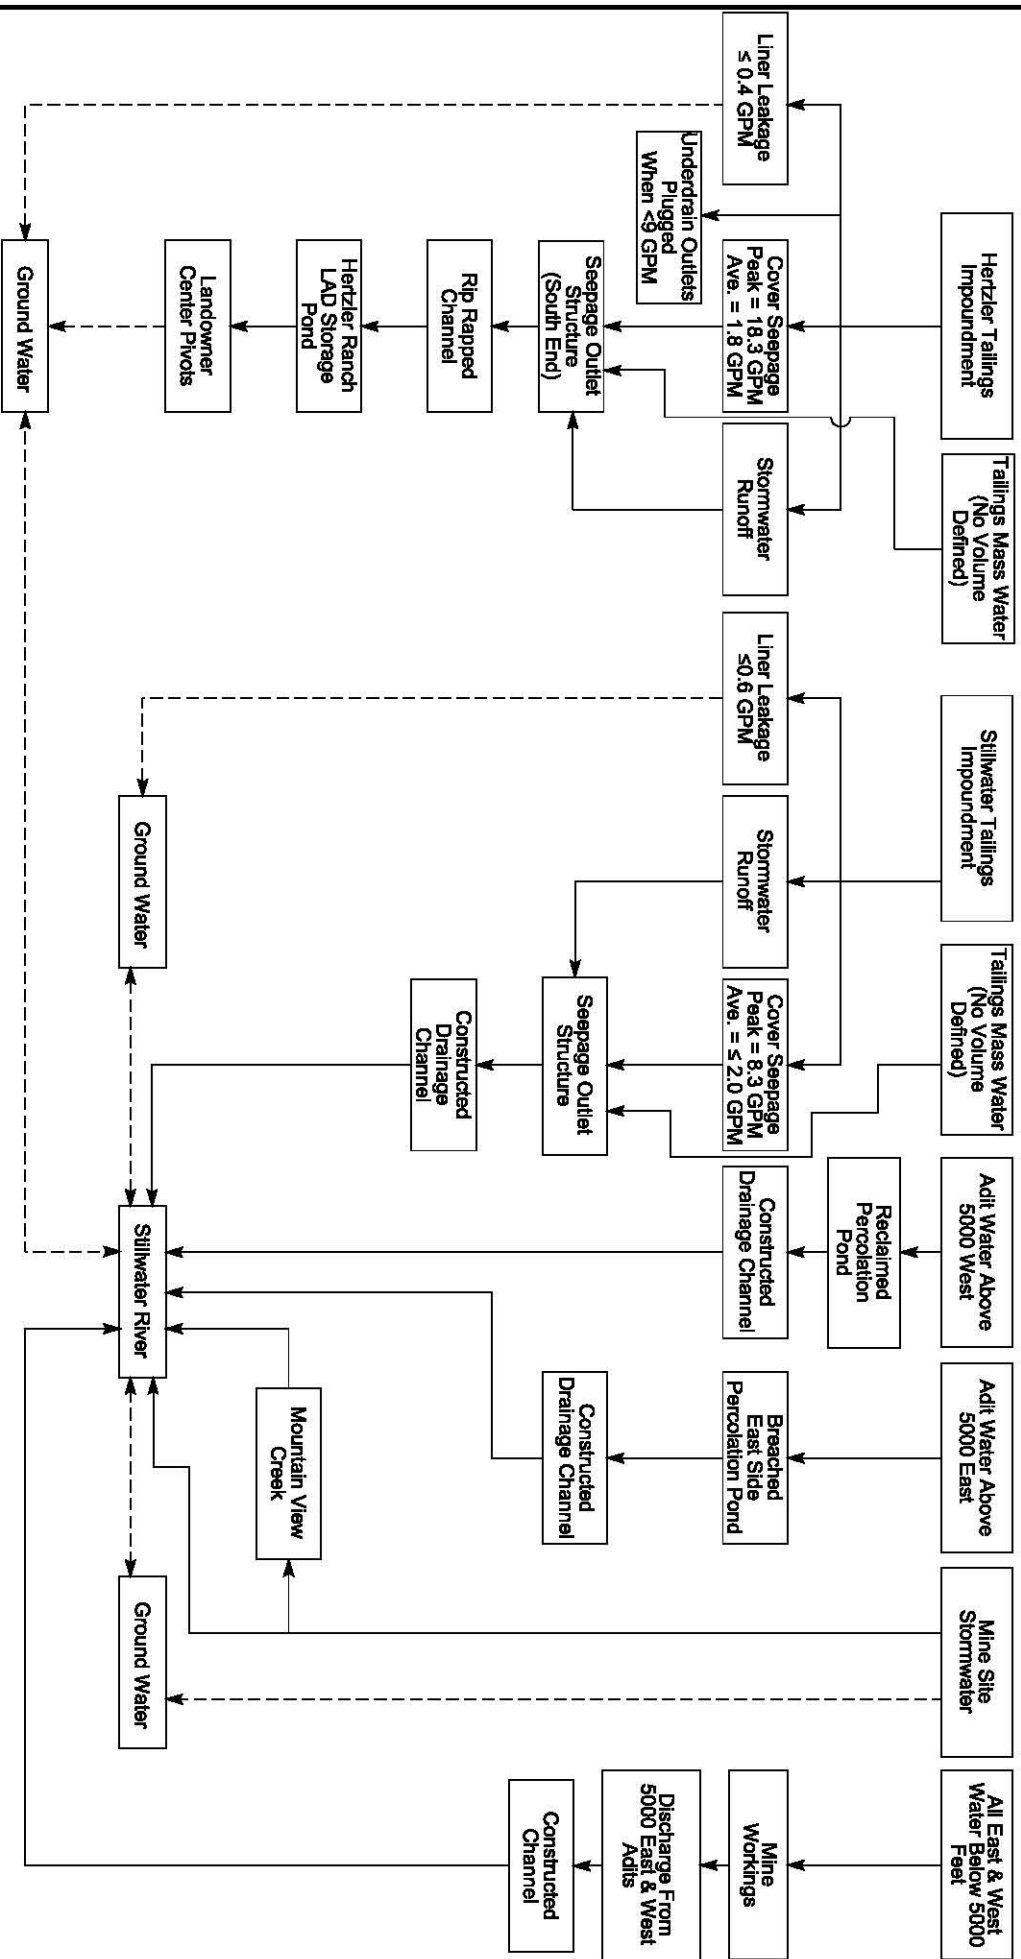 Hertzler Tailings
Impoundment
Tailings Mass Water
(No Volume
Defined)
Stillwater Tailings
Impoundment
Tailings Mass Water
(No Volume
Defined)
Adit Water Above
5000 West
Adit Water Above
5000 East
Mine Site
Stormwater
All East & West
Water Below 5000
Feet
Reclaimed
Percolation
Pond
Liner Leakage
≤ 0.4 GPM
Cover Seepage
Peak = 18.3 GPM
Ave. = 1.8 GPM
Stormwater
Runoff
Liner Leakage
≤0.6 GPM
Stormwater
Runoff
Cover Seepage
Peak = 8.3 GPM
Ave. = ≤ 2.0 GPM
Constructed
Drainage Channel
Breached
East Side
Percolation Pond
Mine
Workings
Underdrain Outlets
Plugged
When <9 GPM
Seepage Outlet
Structure
(South End)
Seepage Outlet
Structure
Constructed
Drainage Channel
Discharge From
5000 East & West
Adits
Rip Rapped
Channel
Constructed
Drainage
Channel
Constructed
Channel
Hertzler Ranch
LAD Storage
Pond
Mountain View
Creek
Landowner
Center Pivots
Ground Water
Stillwater River
Ground Water
Ground Water